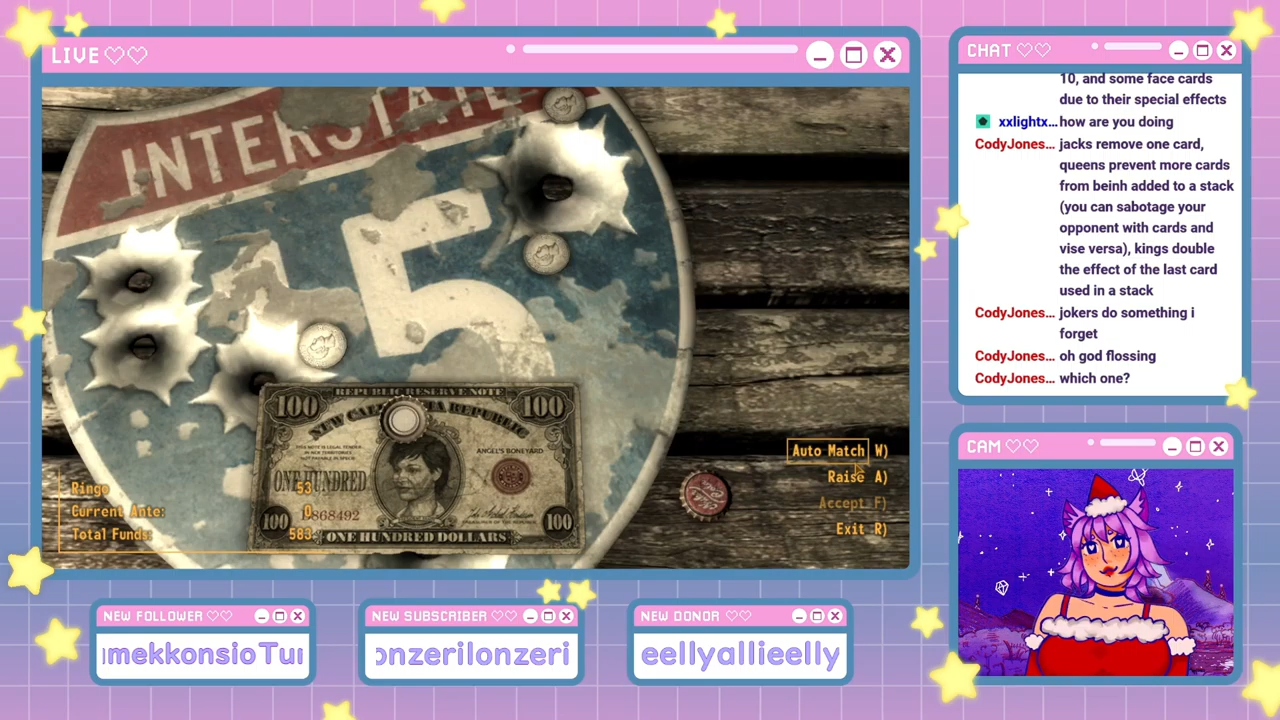 LIVE ♡♡
INTERSTATE
15
REPUBLIC RESERVE NOTE
100
100
ANGEL'S BONEYARD
ONE HUNDRED
868492
100
100
ONE HUNDRED DOLLARS
Ringo 53
Current Ante: 0
Total Funds: 583
Auto Match W)
Raise A)
Accept F)
Exit R)
CHAT ♡♡
10, and some face cards
due to their special effects
xxlightx... how are you doing
CodyJones... jacks remove one card,
queens prevent more cards
from beinh added to a stack
(you can sabotage your
opponent with cards and
vise versa), kings double
the effect of the last card
used in a stack
CodyJones... jokers do something i
forget
CodyJones... oh god flossing
CodyJones... which one?
CAM ♡♡
NEW FOLLOWER ♡♡
mekkonsioTur
NEW SUBSCRIBER ♡♡
onzerilonzeri
NEW DONOR ♡♡
eellyallieelly